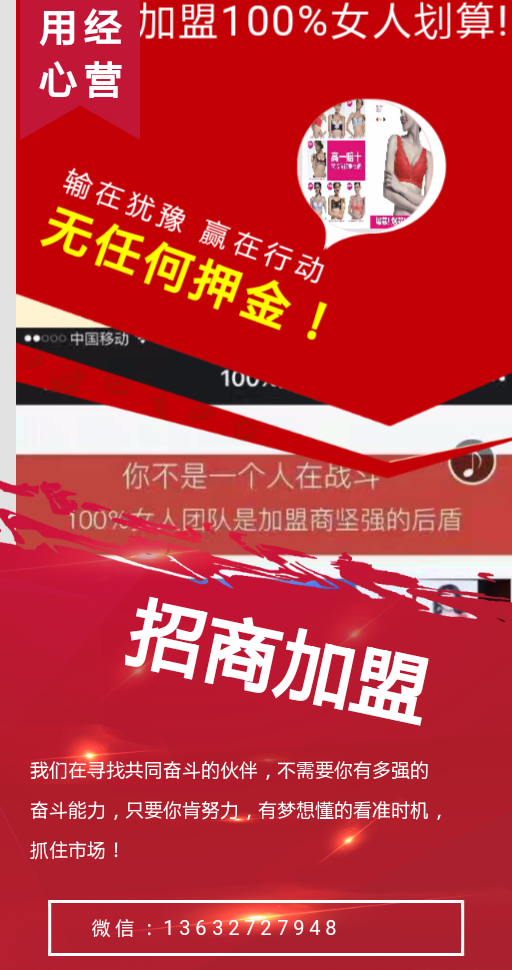 加盟100%女人划算!
用 经
心 营
高一赔十
输在犹豫 赢在行动
无任何押金！
中国移动
100%
你不是一个人在战斗
100%女人团队是加盟商坚强的后盾
招商加盟
我们在寻找共同奋斗的伙伴，不需要你有多强的
奋斗能力，只要你肯努力，有梦想懂的看准时机，
抓住市场！
微信：13632727948